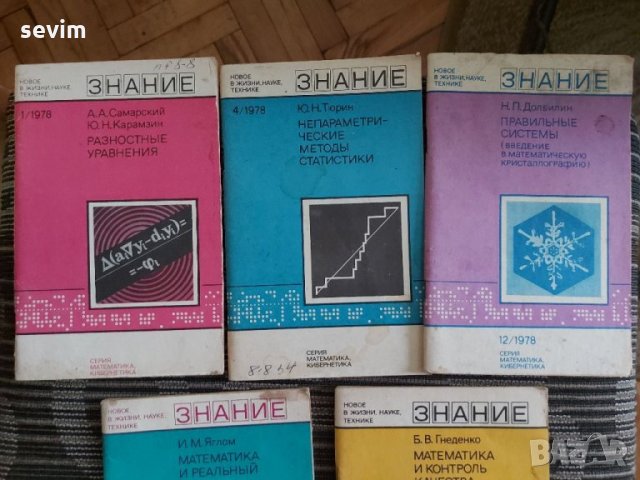 sevim
НОВОЕ
В ЖИЗНИ, НАУКЕ,
ТЕХНИКЕ
ЗНАНИЕ
1/1978
А.А.Самарский
Ю.Н.Карамзин
РАЗНОСТНЫЕ
УРАВНЕНИЯ
СЕРИЯ
МАТЕМАТИКА,
КИБЕРНЕТИКА
НОВОЕ
В ЖИЗНИ, НАУКЕ,
ТЕХНИКЕ
ЗНАНИЕ
4/1978
Ю.Н.Тюрин
НЕПАРАМЕТРИ-
ЧЕСКИЕ
МЕТОДЫ
СТАТИСТИКИ
СЕРИЯ
МАТЕМАТИКА,
КИБЕРНЕТИКА
НОВОЕ
В ЖИЗНИ, НАУКЕ,
ТЕХНИКЕ
ЗНАНИЕ
Н.П.Долбилин
ПРАВИЛЬНЫЕ
СИСТЕМЫ
(ВВЕДЕНИЕ
В МАТЕМАТИЧЕСКУЮ
КРИСТАЛЛОГРАФИЮ)
12/1978
СЕРИЯ
МАТЕМАТИКА,
КИБЕРНЕТИКА
НОВОЕ
В ЖИЗНИ, НАУКЕ,
ТЕХНИКЕ
ЗНАНИЕ
И.М.Яглом
МАТЕМАТИКА
И РЕАЛЬНЫЙ
НОВОЕ
В ЖИЗНИ, НАУКЕ,
ТЕХНИКЕ
ЗНАНИЕ
Б.В.Гнеденко
МАТЕМАТИКА
И КОНТРОЛЬ
КАЧЕСТВА
BAZAR